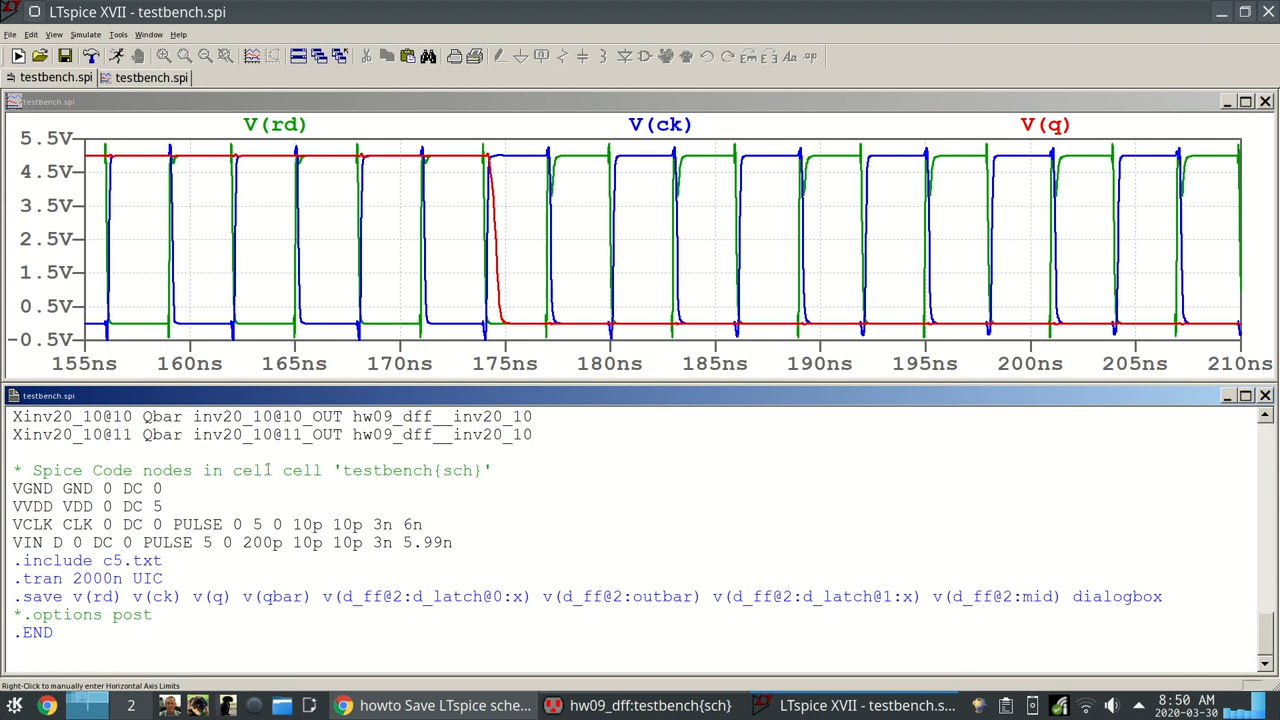 LTspice XVII - testbench.spi
File Edit View Simulate Tools Window Help
testbench.spi testbench.spi
testbench.spi
V(rd) V(ck) V(q)
5.5V
4.5V
3.5V
2.5V
1.5V
0.5V
-0.5V
155ns 160ns 165ns 170ns 175ns 180ns 185ns 190ns 195ns 200ns 205ns 210ns
testbench.spi
Xinv20_10@10 Qbar inv20_10@10_OUT hw09_dff__inv20_10
Xinv20_10@11 Qbar inv20_10@11_OUT hw09_dff__inv20_10
* Spice Code nodes in cell cell 'testbench{sch}'
VGND GND 0 DC 0
VVDD VDD 0 DC 5
VCLK CLK 0 DC 0 PULSE 0 5 0 10p 10p 3n 6n
VIN D 0 DC 0 PULSE 5 0 200p 10p 10p 3n 5.99n
.include c5.txt
.tran 2000n UIC
.save v(rd) v(ck) v(q) v(qbar) v(d_ff@2:d_latch@0:x) v(d_ff@2:outbar) v(d_ff@2:d_latch@1:x) v(d_ff@2:mid) dialogbox
*.options post
.END
Right-Click to manually enter Horizontal Axis Limits
2 howto Save LTspice sche... hw09_dff:testbench{sch} LTspice XVII - testbench.s... 8:50 AM
2020-03-30